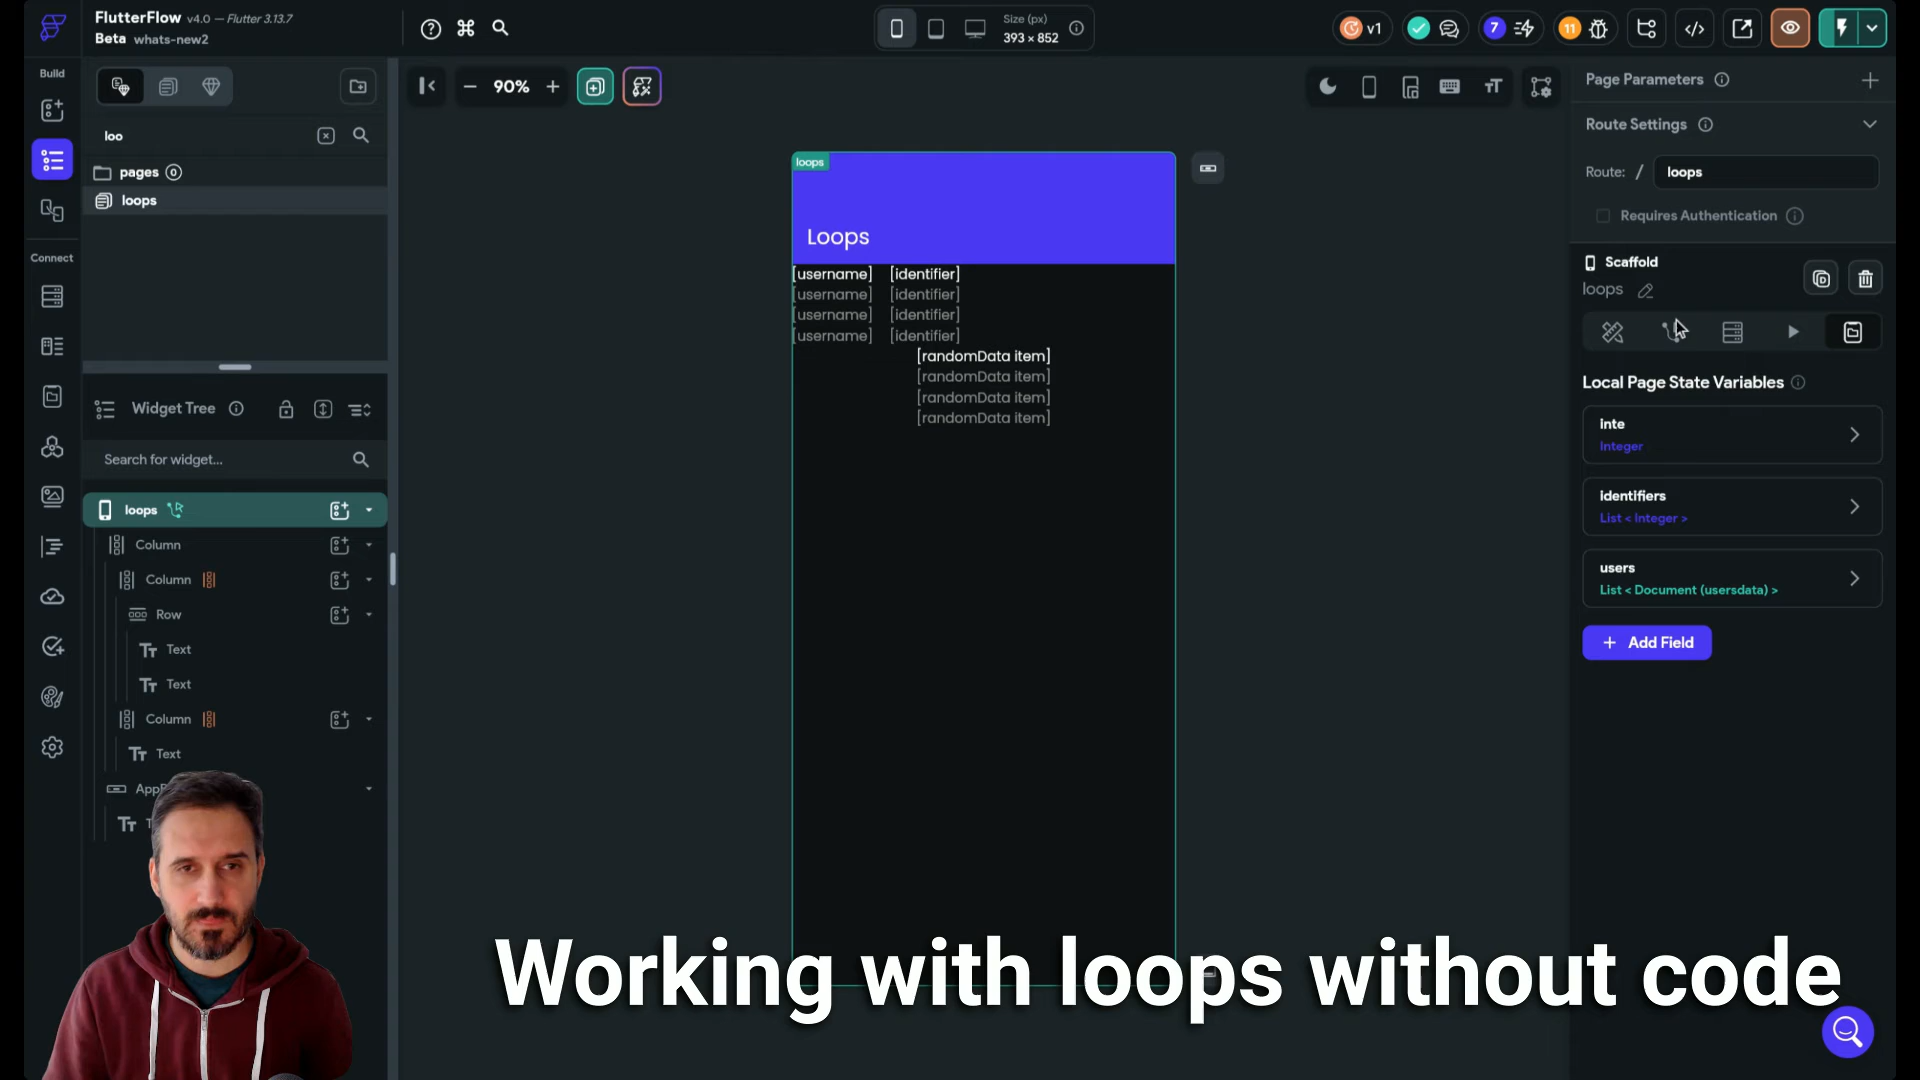 FlutterFlow v4.0 — Flutter 3.13.7
Beta whats-new2
Size (px)
393 × 852
v1
7
11
Build
90%
Page Parameters
loo
Route Settings
pages 0
loops
Route: / loops
Requires Authentication
Connect
loops
Loops
Scaffold
loops
[username] [identifier]
[username] [identifier]
[username] [identifier]
[username] [identifier]
[randomData item]
[randomData item]
[randomData item]
[randomData item]
Local Page State Variables
Inte
Integer
identifiers
List < Integer >
users
List < Document (usersdata) >
+ Add Field
Widget Tree
Search for widget...
loops
Column
Column
Row
Text
Text
Column
Text
Working with loops without code